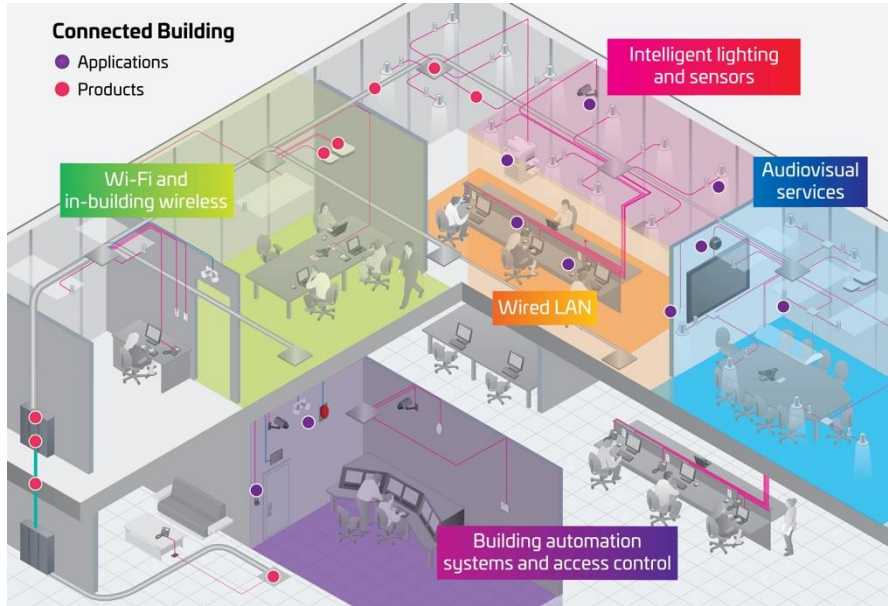 Connected Building
Applications
Products
Intelligent lighting
and sensors
Wi-Fi and
in-building wireless
Audiovisual
services
Wired LAN
Building automation
systems and access control